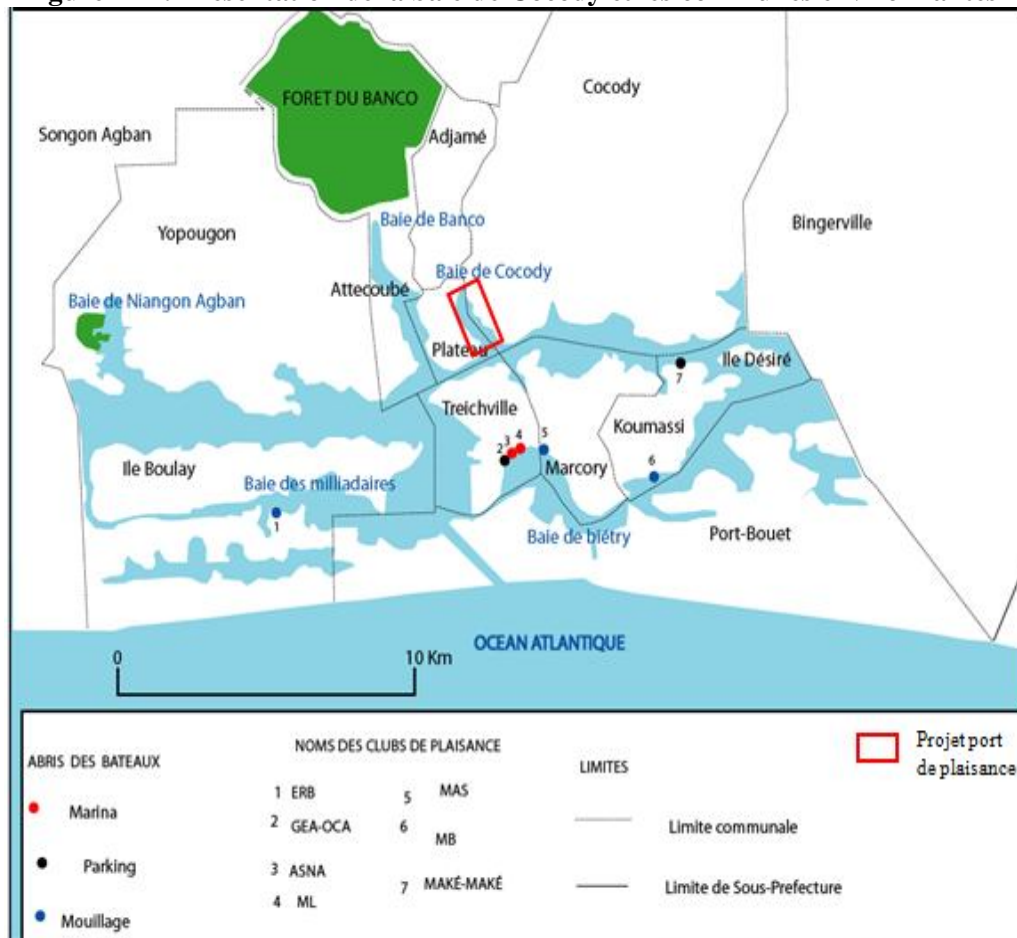 FORET DU BANCO
Cocody
Songon Agban
Adjamé
Bingerville
Yopougon
Baie de Banco
Baie de Cocody
Attecoubé
Baie de Niangon Agban
Plateau
Ile Désiré
7
Treichville
Koumassi
2 3 4
5
Marcory
6
Ile Boulay
Baie des milliadaires
1
Baie de biétry
Port-Bouet
OCEAN ATLANTIQUE
0
10 Km
ABRIS DES BATEAUX
Marina
Parking
Mouillage
NOMS DES CLUBS DE PLAISANCE
1 ERB
2 GEA-OCA
3 ASNA
4 ML
5 MAS
6 MB
7 MAKÉ-MAKÉ
LIMITES
Limite communale
Limite de Sous-Prefecture
Projet port
de plaisance